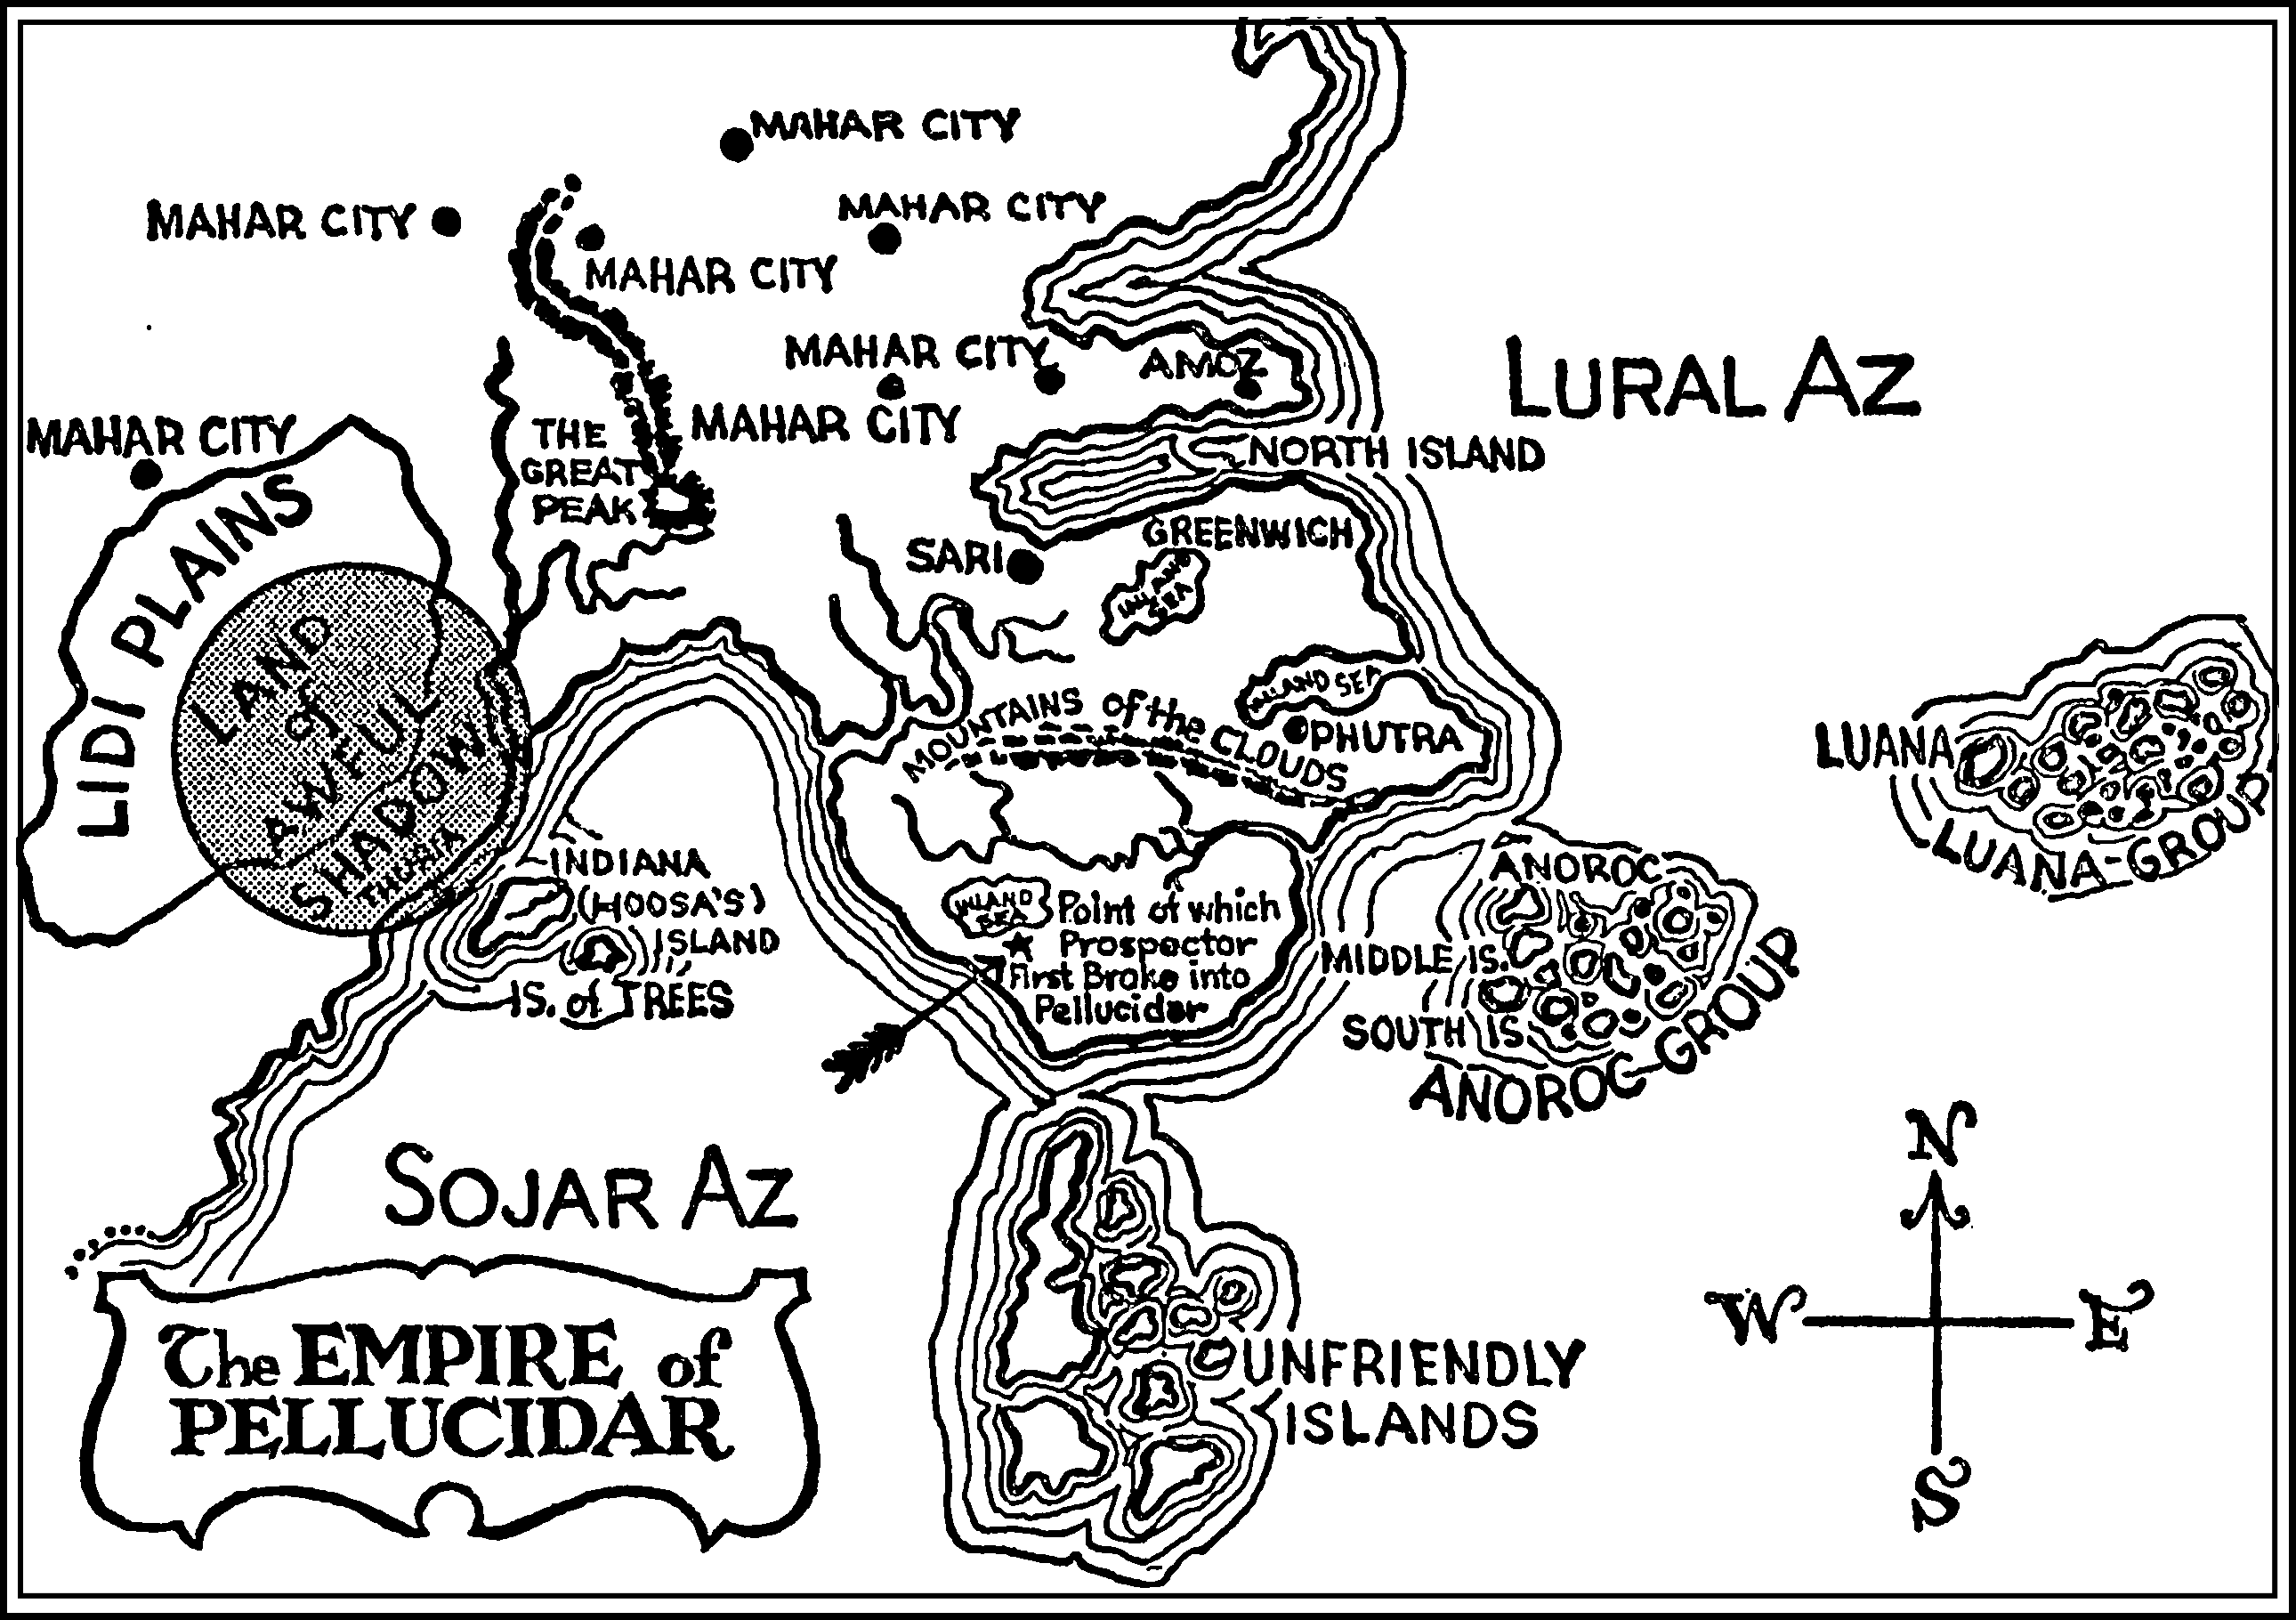 MAHAR CITY
MAHAR CITY
MAHAR CITY
MAHAR CITY
MAHAR CITY
MAHAR CITY
MAHAR CITY
AMOZ
LURAL AZ
THE
GREAT
PEAK
NORTH ISLAND
LIDI PLAINS
GREENWICH
SARI
INLAND
SEA
LAND
of
AWFUL
SHADOW
THURIA
MOUNTAINS of the CLOUDS
INLAND SEA
PHUTRA
LUANA
LUANA-GROUP
INDIANA
(HOOSA'S)
ISLAND
IS. of TREES
INLAND
SEA
Point of which
Prospector
First Broke into
Pellucidar
ANOROC
MIDDLE IS.
SOUTH IS.
ANOROC-GROUP
SOJAR AZ
UNFRIENDLY
ISLANDS
The EMPIRE of
PELLUCIDAR
N
W
E
S